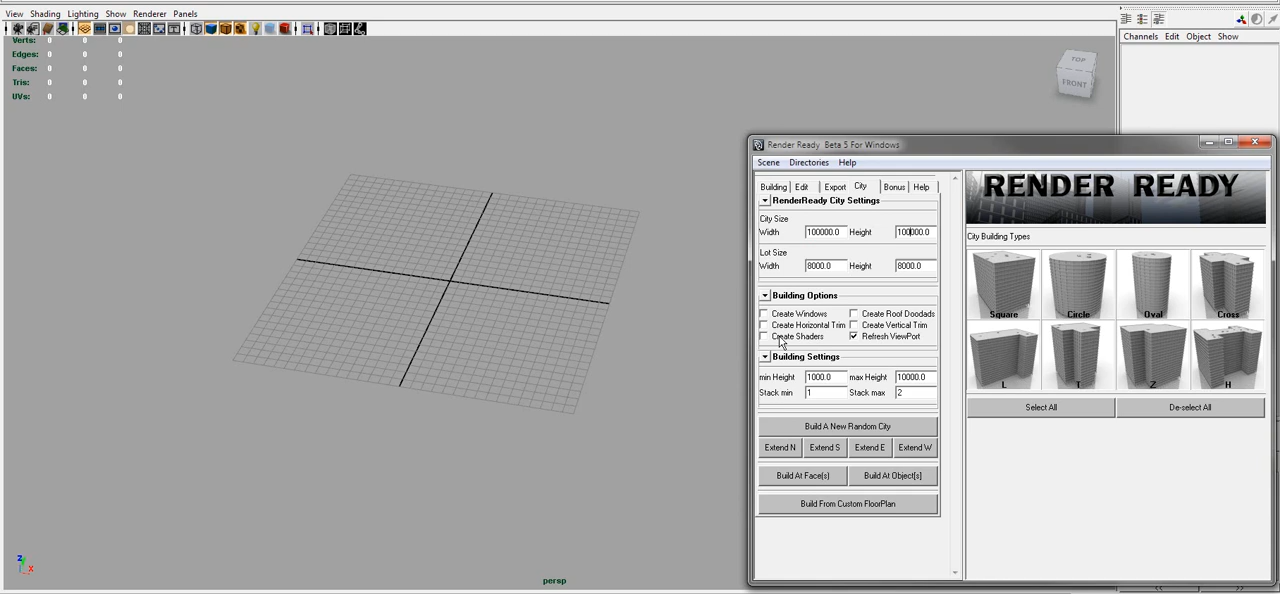 View Shading Lighting Show Renderer Panels
Verts: 0 0 0
Edges: 0 0 0
Faces: 0 0 0
Tris: 0 0 0
UVs: 0 0 0
TOP
FRONT
persp
z
x
Channels Edit Object Show
Render Ready Beta 5 For Windows
Scene Directories Help
Building Edit Export City Bonus Help
RenderReady City Settings
City Size
Width 100000.0 Height 100000.0
Lot Size
Width 8000.0 Height 8000.0
Building Options
Create Windows Create Roof Doodads
Create Horizontal Trim Create Vertical Trim
Create Shaders Refresh ViewPort
Building Settings
min Height 1000.0 max Height 10000.0
Stack min 1 Stack max 2
Build A New Random City
Extend N Extend S Extend E Extend W
Build At Face(s) Build At Object(s]
Build From Custom FloorPlan
RENDER READY
City Building Types
Square Circle Oval Cross
L T Z H
Select All De-select All